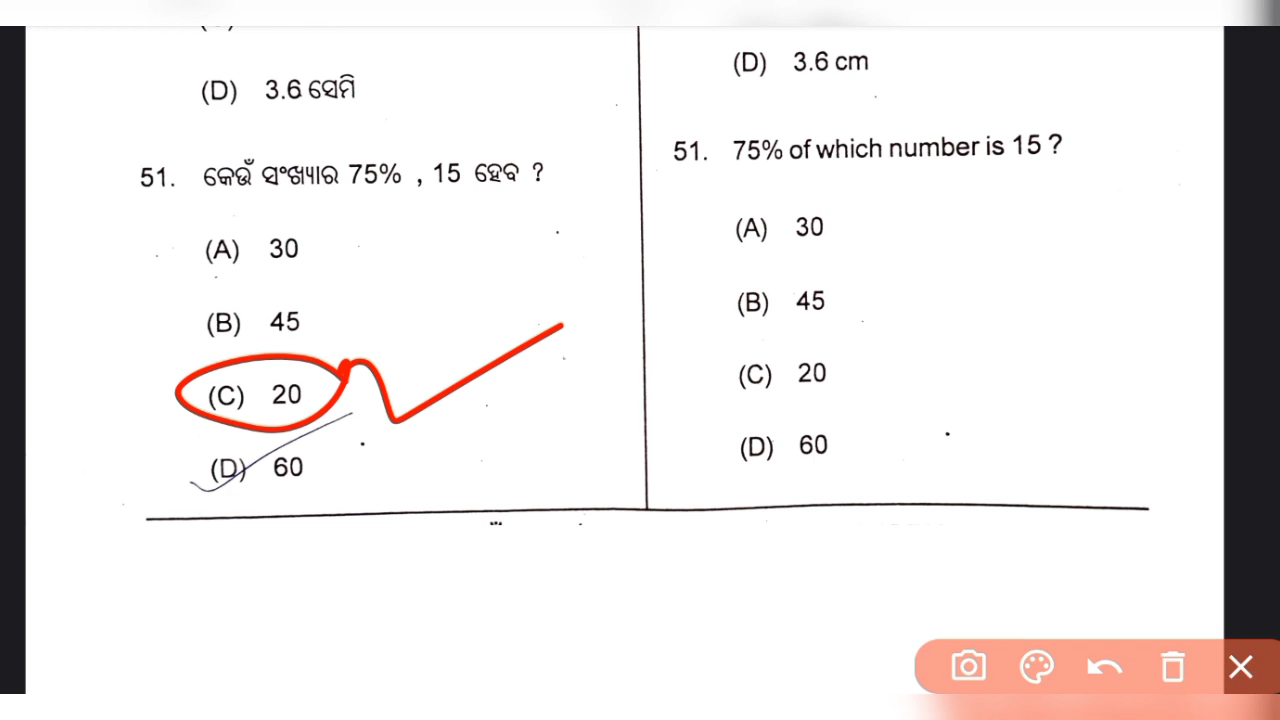 (D) 3.6 ସେମି
51. କେଉଁ ସଂଖ୍ୟାର 75% , 15 ହେବ ?
(A) 30
(B) 45
(C) 20
(D) 60
(D) 3.6 cm
51. 75% of which number is 15 ?
(A) 30
(B) 45
(C) 20
(D) 60